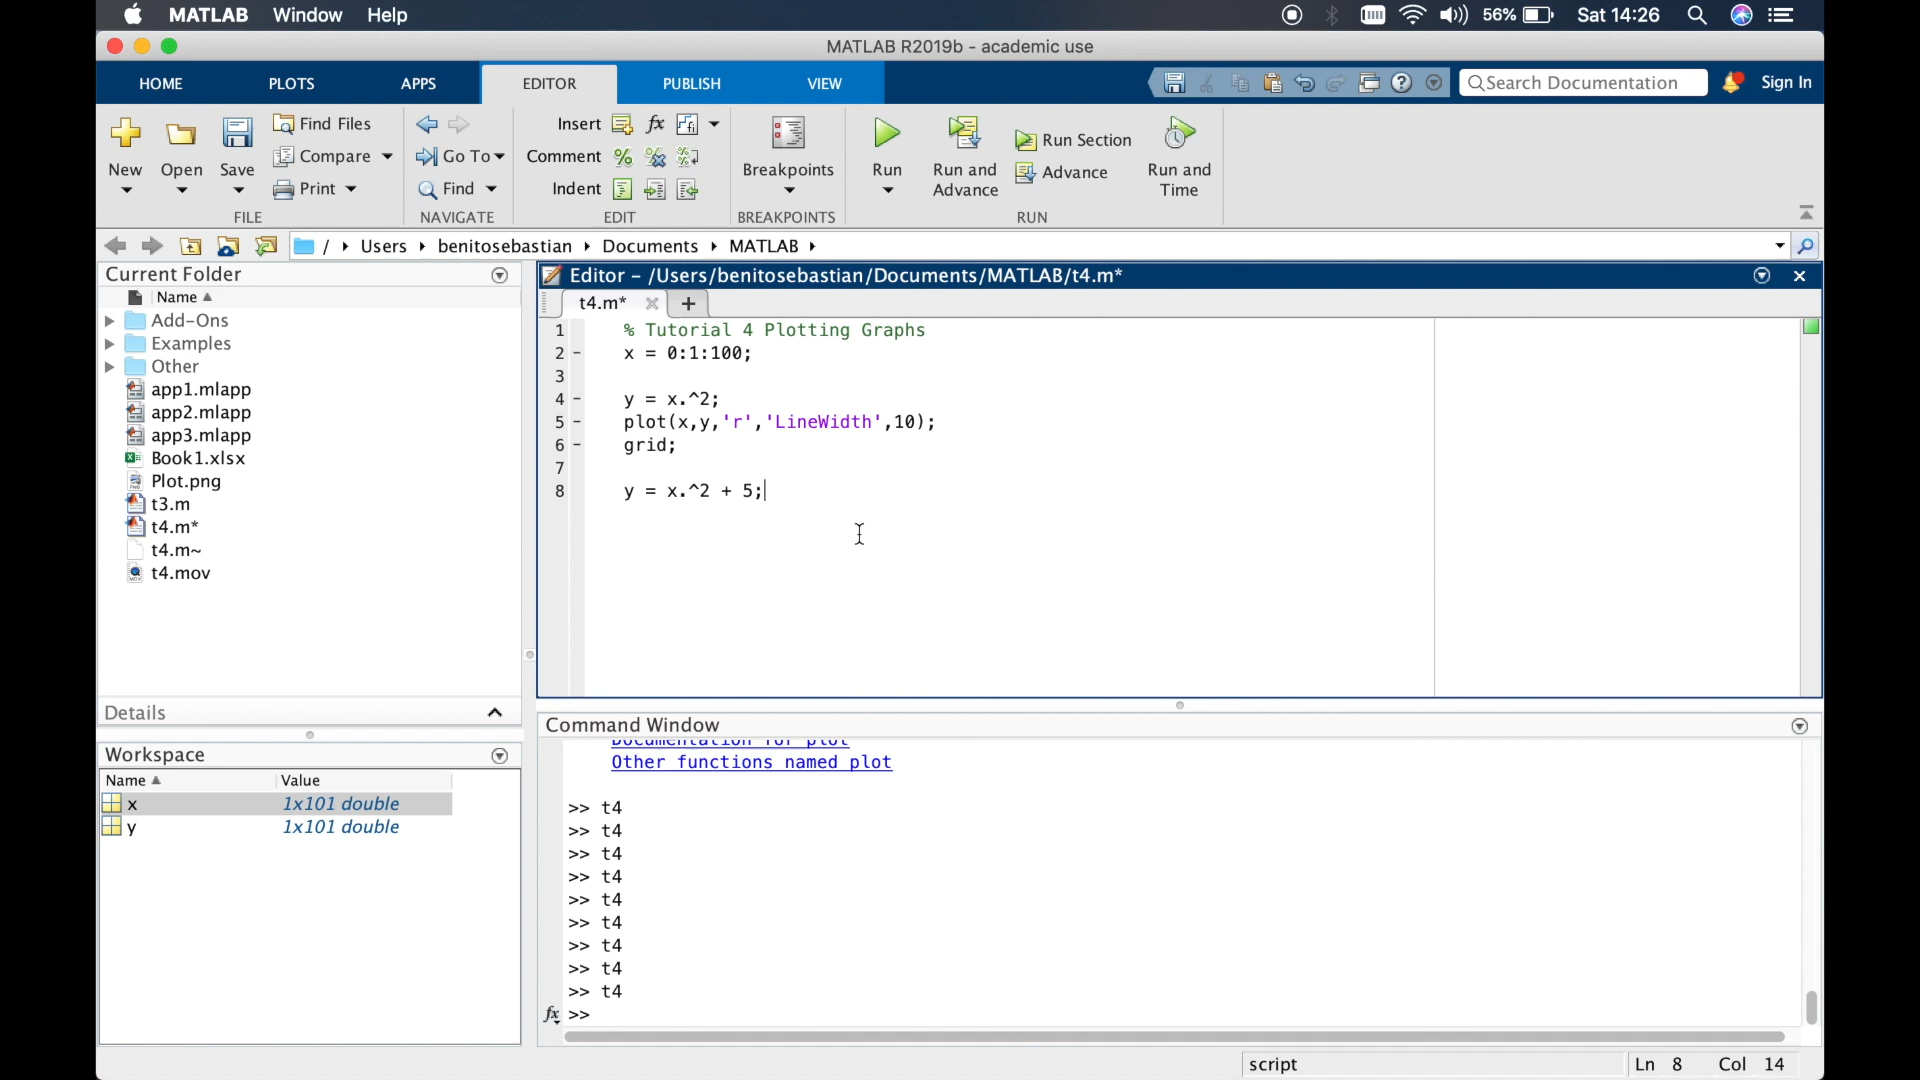 MATLAB Window Help 56% Sat 14:26
MATLAB R2019b - academic use
HOME PLOTS APPS EDITOR PUBLISH VIEW Search Documentation Sign In
New Open Save Find Files Compare Print
FILE
Go To Find
NAVIGATE
Insert fx
Comment
Indent
EDIT
Breakpoints
BREAKPOINTS
Run Run and Advance Run Section Advance Run and Time
RUN
/ Users benitosebastian Documents MATLAB
Current Folder
Name
Add-Ons
Examples
Other
app1.mlapp
app2.mlapp
app3.mlapp
Book1.xlsx
Plot.png
t3.m
t4.m*
t4.m~
t4.mov
Details
Workspace
Name Value
x 1x101 double
y 1x101 double
Editor - /Users/benitosebastian/Documents/MATLAB/t4.m*
t4.m* +
1 % Tutorial 4 Plotting Graphs
2 - x = 0:1:100;
3
4 - y = x.^2;
5 - plot(x,y,'r','LineWidth',10);
6 - grid;
7
8 y = x.^2 + 5;
Command Window
Documentation for plot
Other functions named plot
>> t4
>> t4
>> t4
>> t4
>> t4
>> t4
>> t4
>> t4
>> t4
fx >>
script Ln 8 Col 14